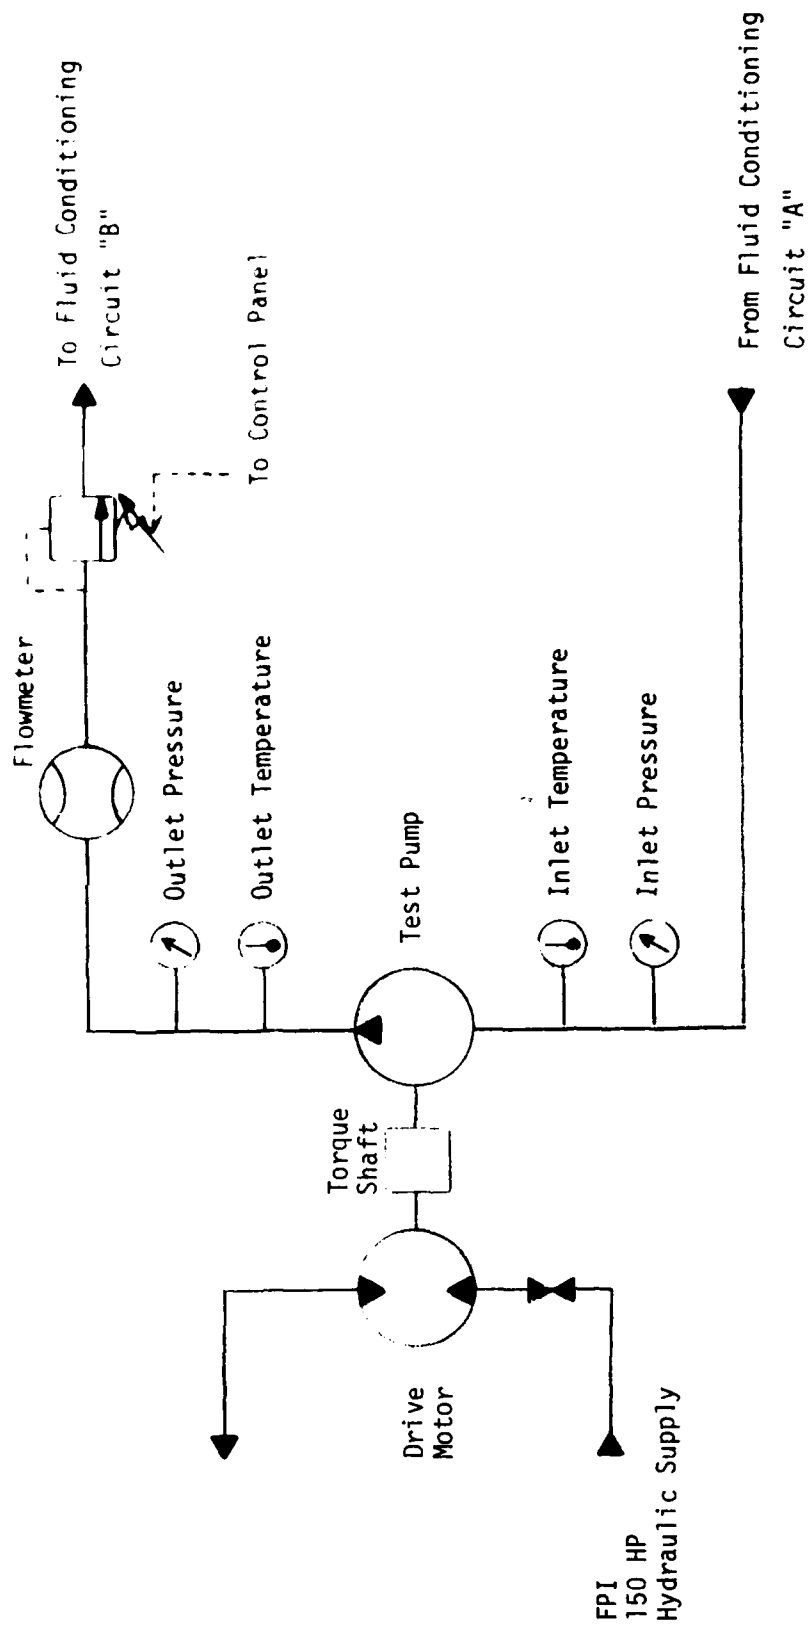 To Fluid Conditioning
Circuit "B"
Flowmeter
To Control Panel
Outlet Pressure
Outlet Temperature
Test Pump
Torque
Shaft
Inlet Temperature
Inlet Pressure
From Fluid Conditioning
Circuit "A"
Drive
Motor
FPI
150 HP
Hydraulic Supply